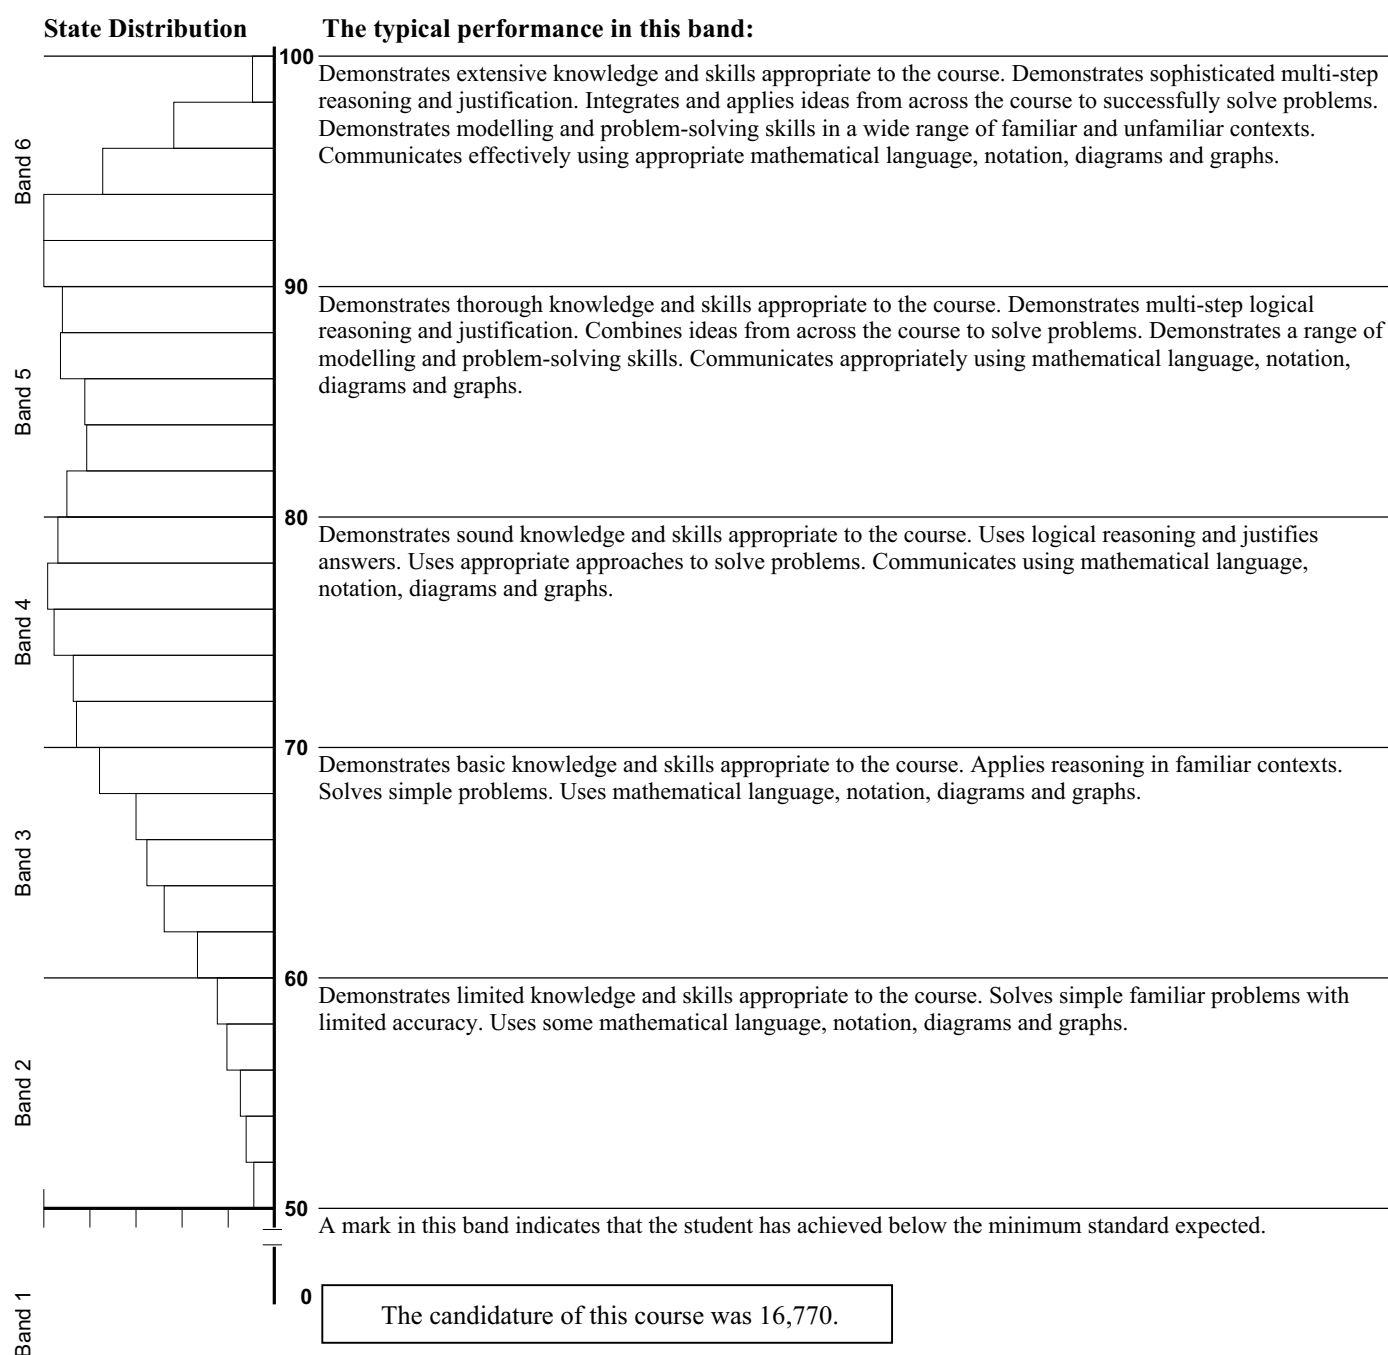 State Distribution
The typical performance in this band:
100
Demonstrates extensive knowledge and skills appropriate to the course. Demonstrates sophisticated multi-step
reasoning and justification. Integrates and applies ideas from across the course to successfully solve problems.
Demonstrates modelling and problem-solving skills in a wide range of familiar and unfamiliar contexts.
Communicates effectively using appropriate mathematical language, notation, diagrams and graphs.
Band 6
90
Demonstrates thorough knowledge and skills appropriate to the course. Demonstrates multi-step logical
reasoning and justification. Combines ideas from across the course to solve problems. Demonstrates a range of
modelling and problem-solving skills. Communicates appropriately using mathematical language, notation,
diagrams and graphs.
Band 5
80
Demonstrates sound knowledge and skills appropriate to the course. Uses logical reasoning and justifies
answers. Uses appropriate approaches to solve problems. Communicates using mathematical language,
notation, diagrams and graphs.
Band 4
70
Demonstrates basic knowledge and skills appropriate to the course. Applies reasoning in familiar contexts.
Solves simple problems. Uses mathematical language, notation, diagrams and graphs.
Band 3
60
Demonstrates limited knowledge and skills appropriate to the course. Solves simple familiar problems with
limited accuracy. Uses some mathematical language, notation, diagrams and graphs.
Band 2
50
A mark in this band indicates that the student has achieved below the minimum standard expected.
0
Band 1
The candidature of this course was 16,770.